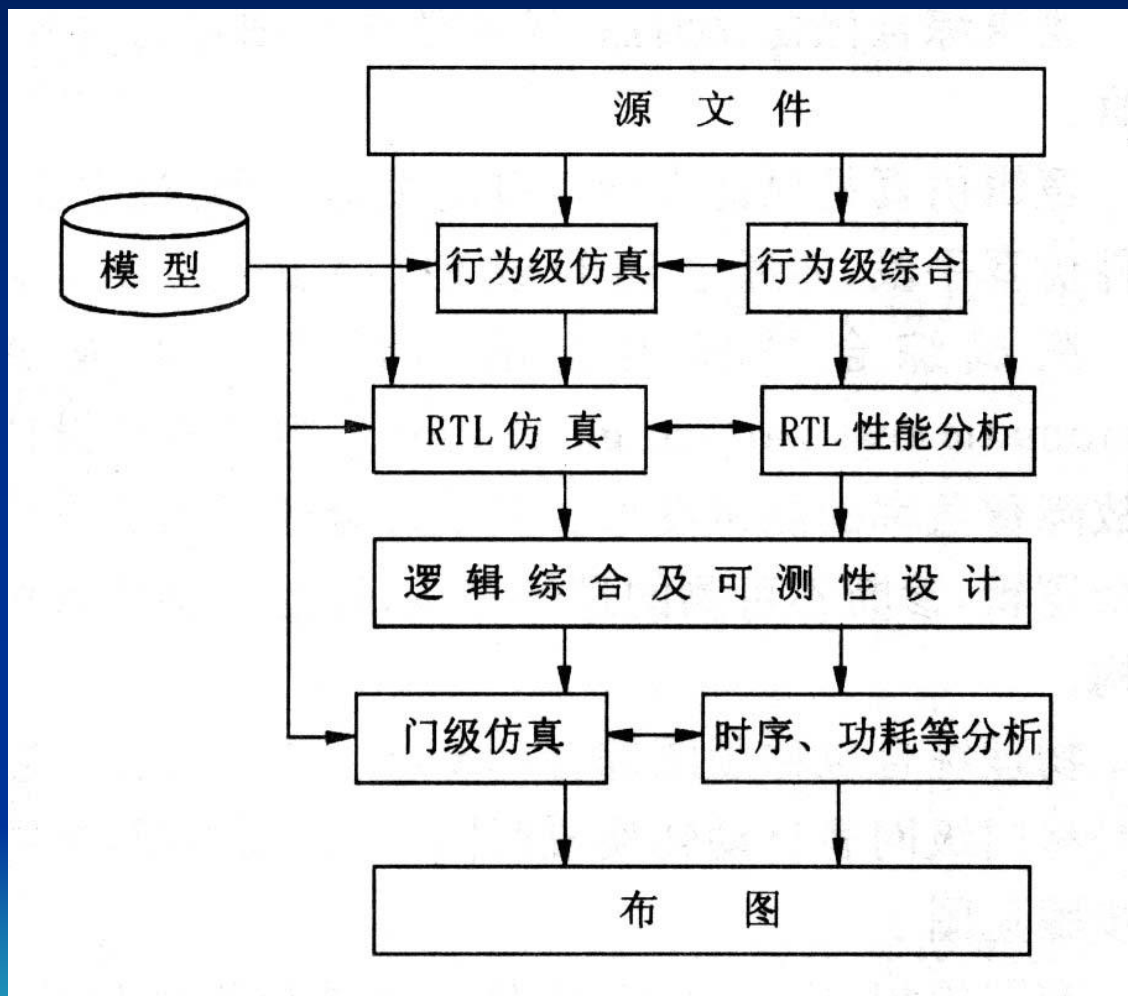 源 文 件
模 型
行为级仿真
行为级综合
RTL 仿 真
RTL 性能分析
逻 辑 综 合 及 可 测 性 设 计
门级仿真
时序、功耗等分析
布 图